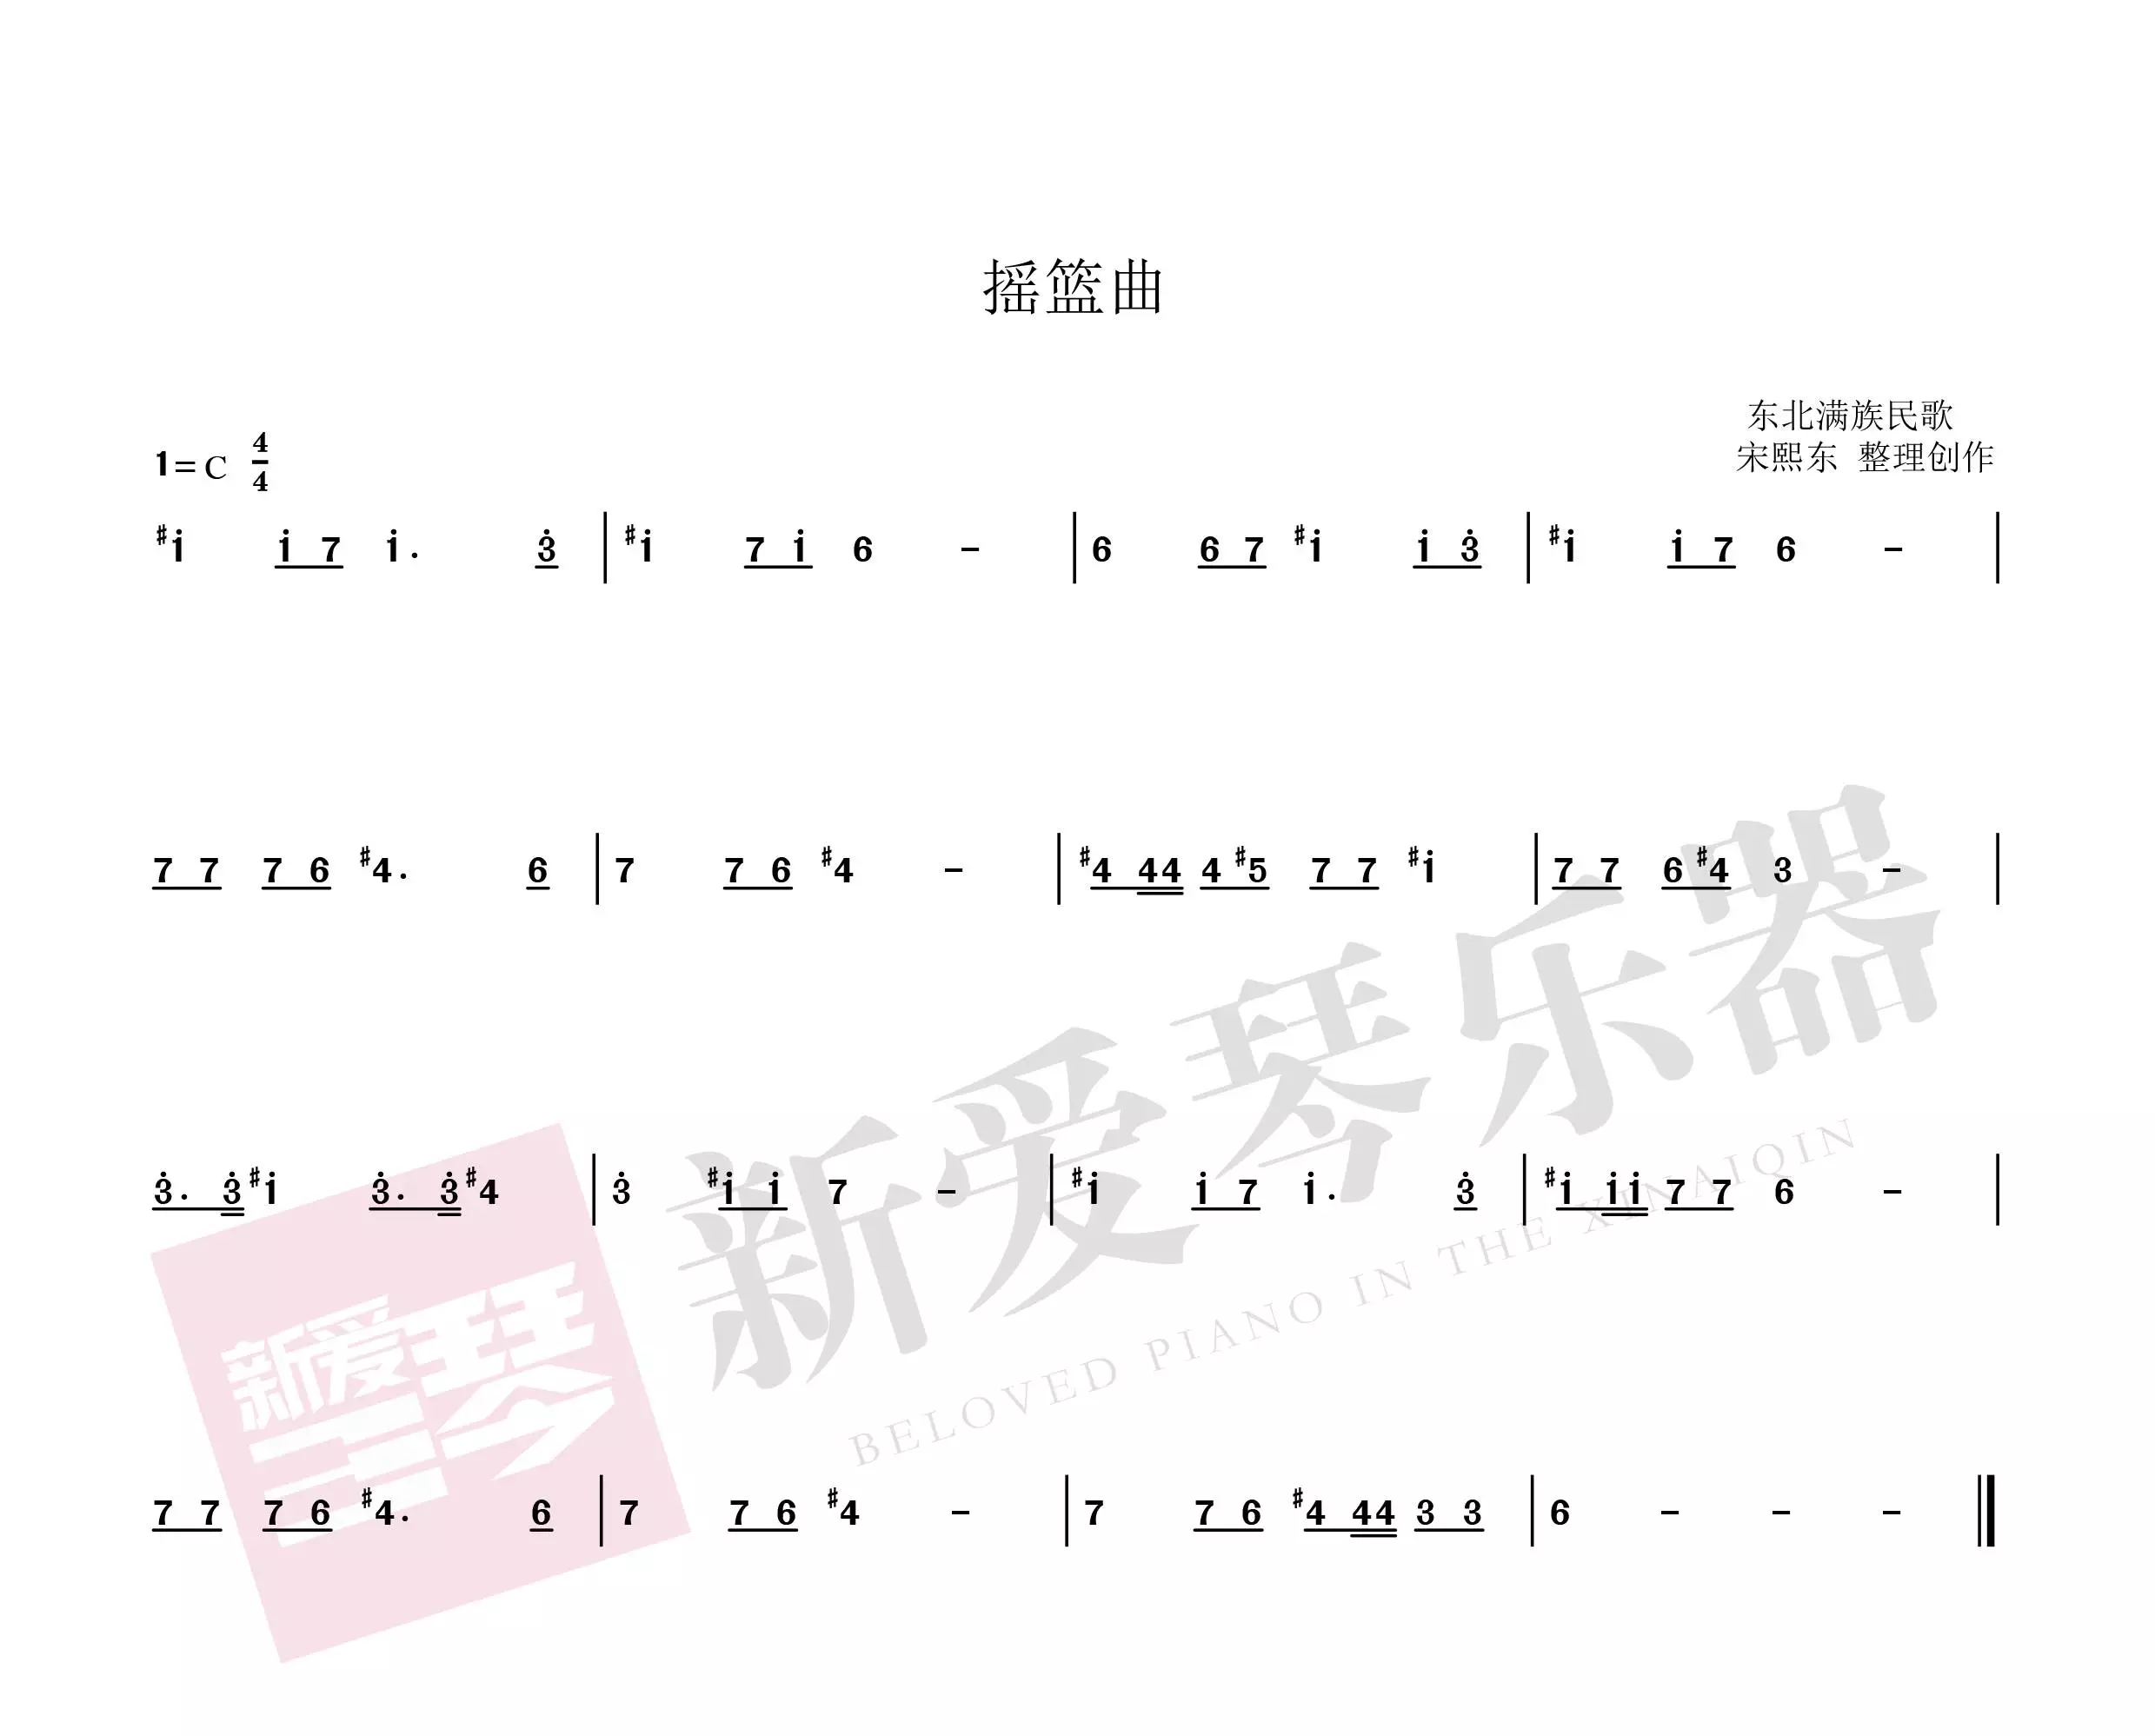 摇篮曲
东北满族民歌
1=C 4/4
宋熙东 整理创作
#i̇ i̇ 7 i̇. 3̇ | #i̇ 7 i̇ 6 － | 6 6 7 #i̇ i̇ 3̇ | #i̇ i̇ 7 6 － |
7 7 7 6 #4. 6 | 7 7 6 #4 － | #4 44 4 #5 7 7 #i̇ | 7 7 6 #4 3 － |
3̇. 3̇ #i̇ 3̇. 3̇ #4 | 3̇ #i̇ i̇ 7 － | #i̇ i̇ 7 i̇. 3̇ | #i̇ i̇i̇ 7 7 6 － |
7 7 7 6 #4. 6 | 7 7 6 #4 － | 7 7 6 #4 44 3 3 | 6 － － － ‖
新爱琴乐器
BELOVED PIANO IN THE XINAIQIN
新爱琴